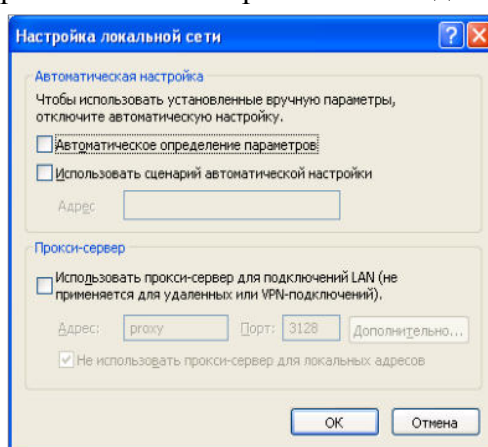 Настройка локальной сети
Автоматическая настройка
Чтобы использовать установленные вручную параметры,
отключите автоматическую настройку.
Автоматическое определение параметров
Использовать сценарий автоматической настройки
Адрес
Прокси-сервер
Использовать прокси-сервер для подключений LAN (не
применяется для удаленных или VPN-подключений).
Адрес: proxy Порт: 3128 Дополнительно...
Не использовать прокси-сервер для локальных адресов
ОК Отмена